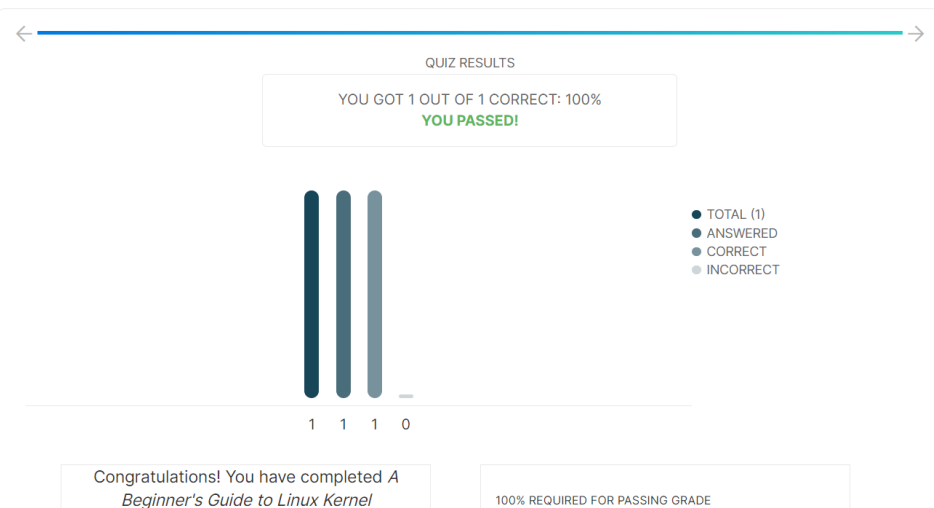 QUIZ RESULTS
YOU GOT 1 OUT OF 1 CORRECT: 100%
YOU PASSED!
TOTAL (1)
ANSWERED
CORRECT
INCORRECT
1 1 1 0
Congratulations! You have completed A
Beginner's Guide to Linux Kernel
100% REQUIRED FOR PASSING GRADE